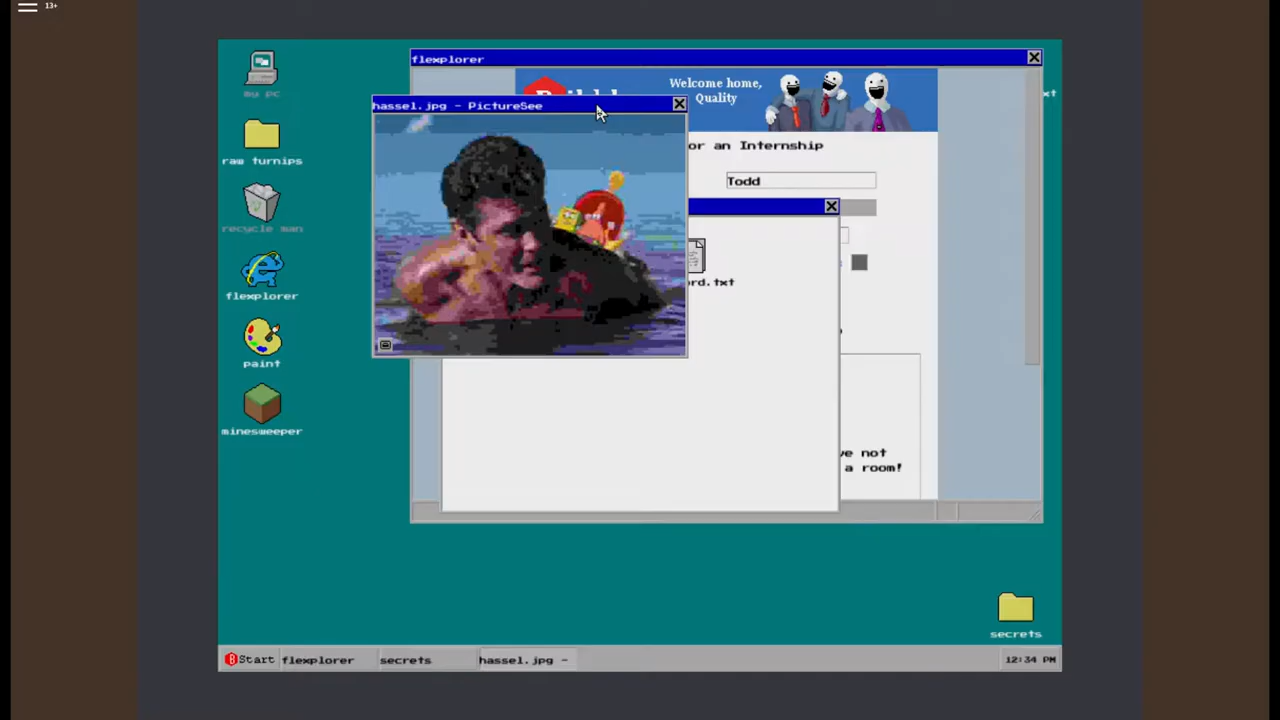 13+
my pc
raw turnips
recycle man
flexplorer
paint
minesweeper
flexplorer
Welcome home,
Quality
hassel.jpg - PictureSee
or an Internship
Todd
rd.txt
ve not
a room!
xt
secrets
Start
flexplorer
secrets
hassel.jpg -
12:34 PM